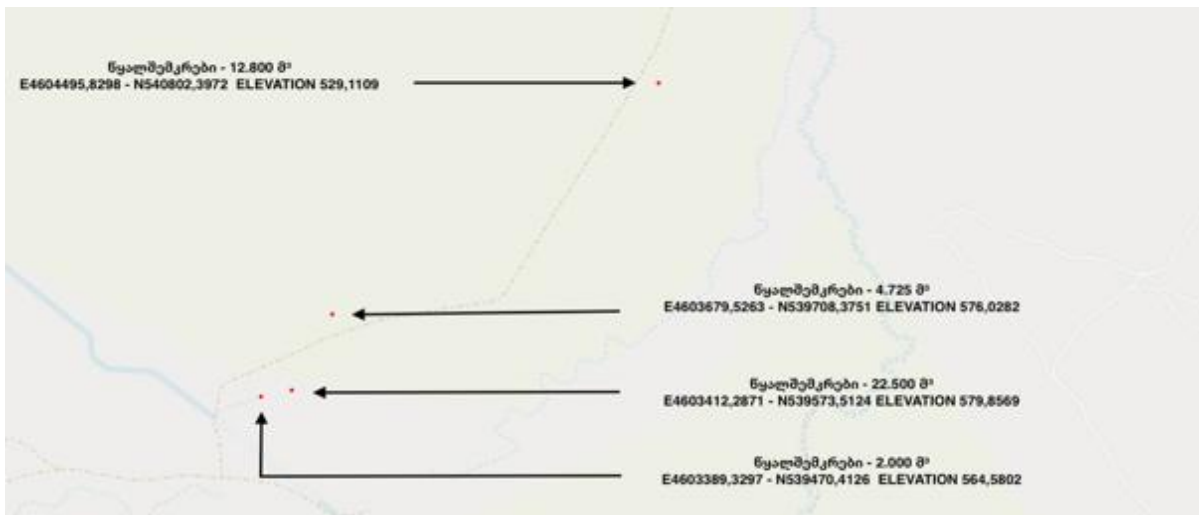 წყალშემკრები - 12.800 მ³
E4604495,8298 - N540802,3972 ELEVATION 529,1109
წყალშემკრები - 4.725 მ³
E4603679,5263 - N539708,3751 ELEVATION 576,0282
წყალშემკრები - 22.500 მ³
E4603412,2871 - N539573,5124 ELEVATION 579,8569
წყალშემკრები - 2.000 მ³
E4603389,3297 - N539470,4126 ELEVATION 564,5802